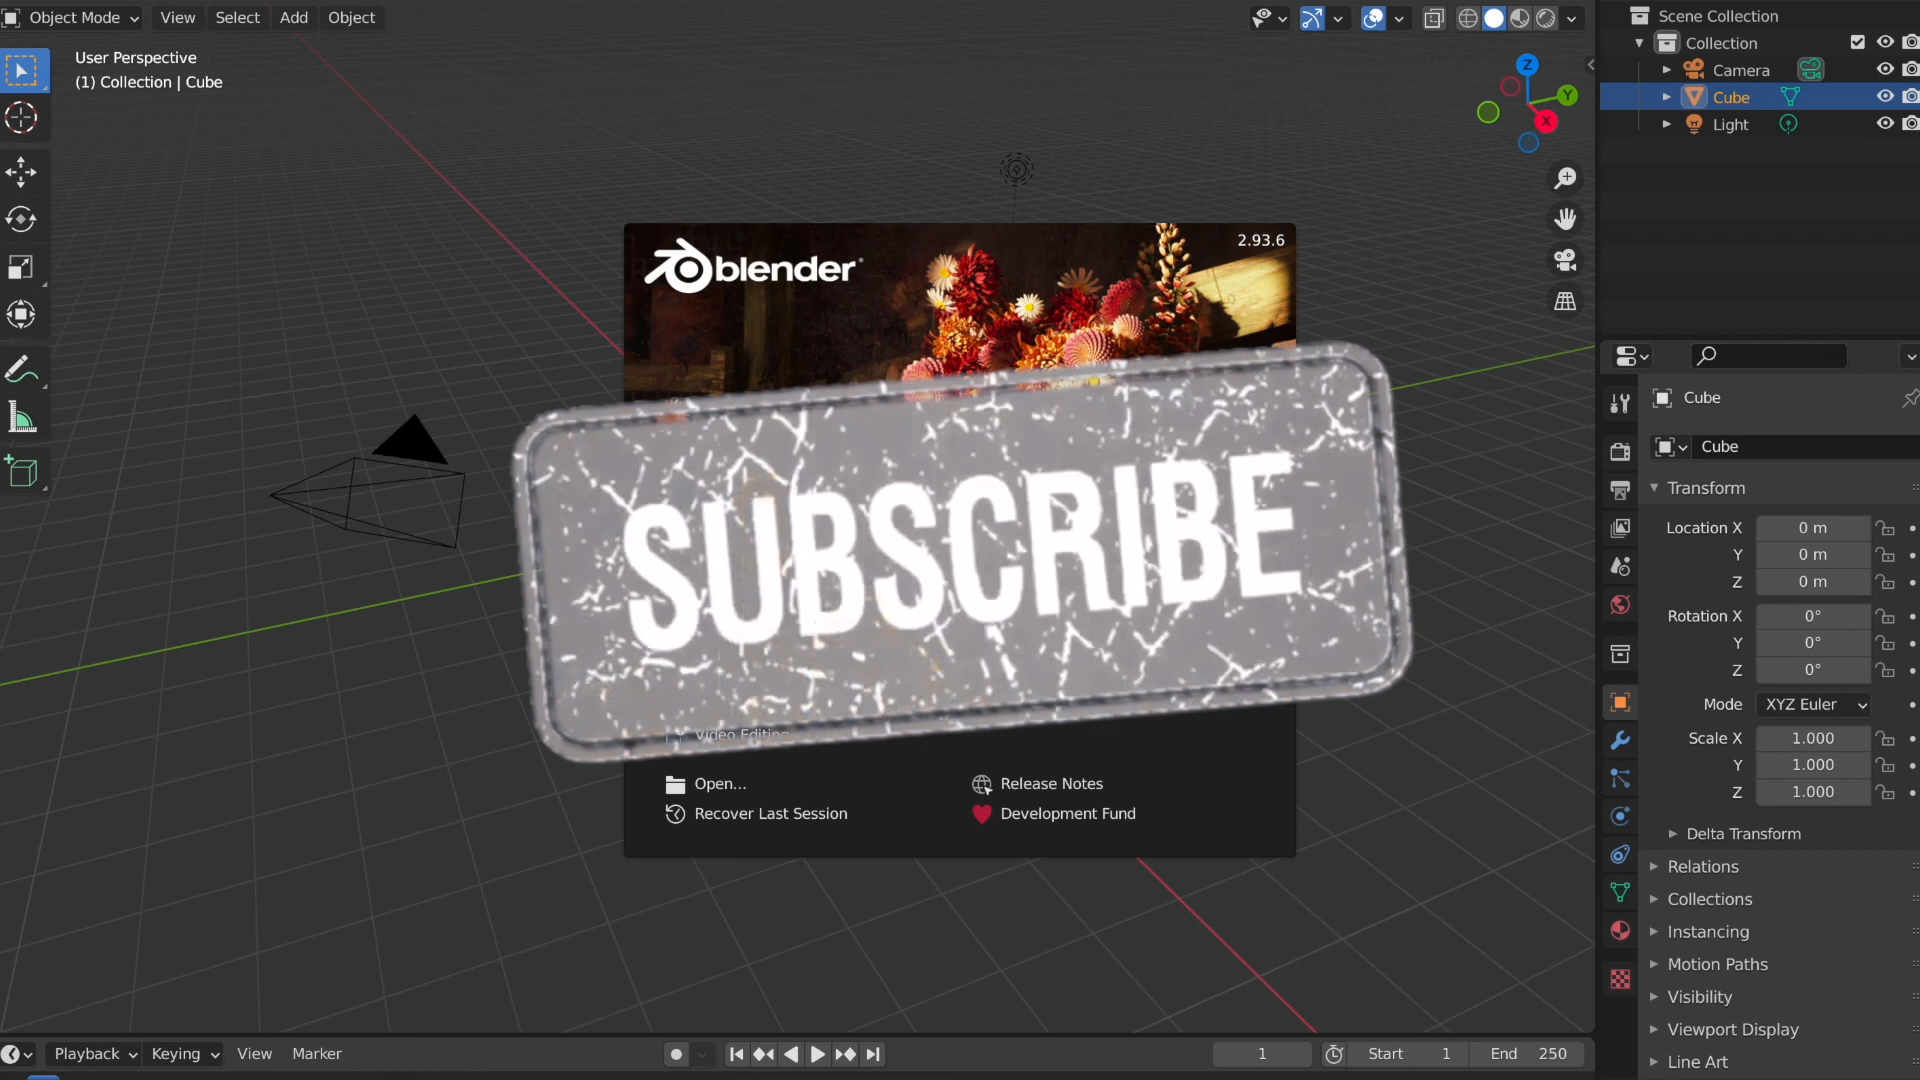 Object Mode View Select Add Object
User Perspective
(1) Collection | Cube
Z
Y
X
blender
2.93.6
SUBSCRIBE
Video Editing
Open...
Release Notes
Recover Last Session
Development Fund
Scene Collection
Collection
Camera
Cube
Light
Cube
Cube
Transform
Location X 0 m
Y 0 m
Z 0 m
Rotation X 0°
Y 0°
Z 0°
Mode XYZ Euler
Scale X 1.000
Y 1.000
Z 1.000
Delta Transform
Relations
Collections
Instancing
Motion Paths
Visibility
Viewport Display
Line Art
Playback Keying View Marker
1 Start 1 End 250